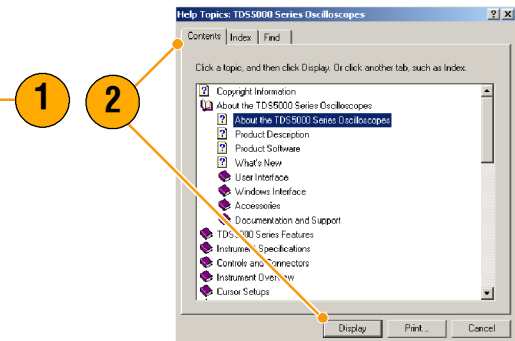 Help Topics: TDS5000 Series Oscilloscopes
Contents Index Find
Click a topic, and then click Display. Or click another tab, such as Index.
1 2
Copyright Information
About the TDS5000 Series Oscilloscopes
About the TDS5000 Series Oscilloscopes
Product Description
Product Software
What's New
User Interface
Windows Interface
Accessories
Documentation and Support
TDS5000 Series Features
Instrument Specifications
Controls and Connectors
Instrument Overview
Cursor Setups
Display Print... Cancel